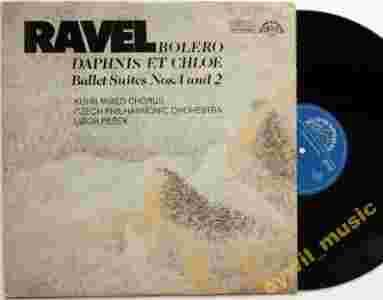 RAVEL BOLERO
DAPHNIS ET CHLOE
Ballet Suites Nos. 1 and 2
KÜHN MIXED CHORUS
CZECH PHILHARMONIC ORCHESTRA
LIBOR PEŠEK